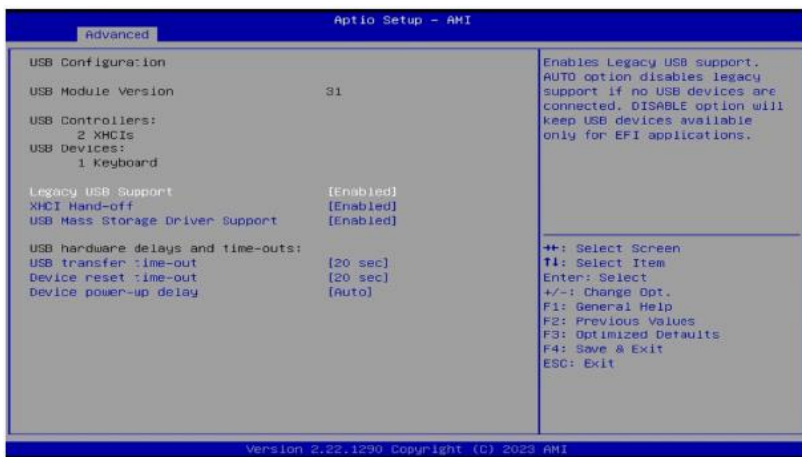 Aptio Setup – AMI
Advanced
USB Configuration
USB Module Version 31
USB Controllers:
2 XHCIs
USB Devices:
1 Keyboard
Legacy USB Support [Enabled]
XHCI Hand-off [Enabled]
USB Mass Storage Driver Support [Enabled]
USB hardware delays and time-outs:
USB transfer time-out [20 sec]
Device reset time-out [20 sec]
Device power-up delay [Auto]
Enables Legacy USB support.
AUTO option disables legacy
support if no USB devices are
connected. DISABLE option will
keep USB devices available
only for EFI applications.
→←: Select Screen
↑↓: Select Item
Enter: Select
+/-: Change Opt.
F1: General Help
F2: Previous Values
F3: Optimized Defaults
F4: Save & Exit
ESC: Exit
Version 2.22.1290 Copyright (C) 2023 AMI